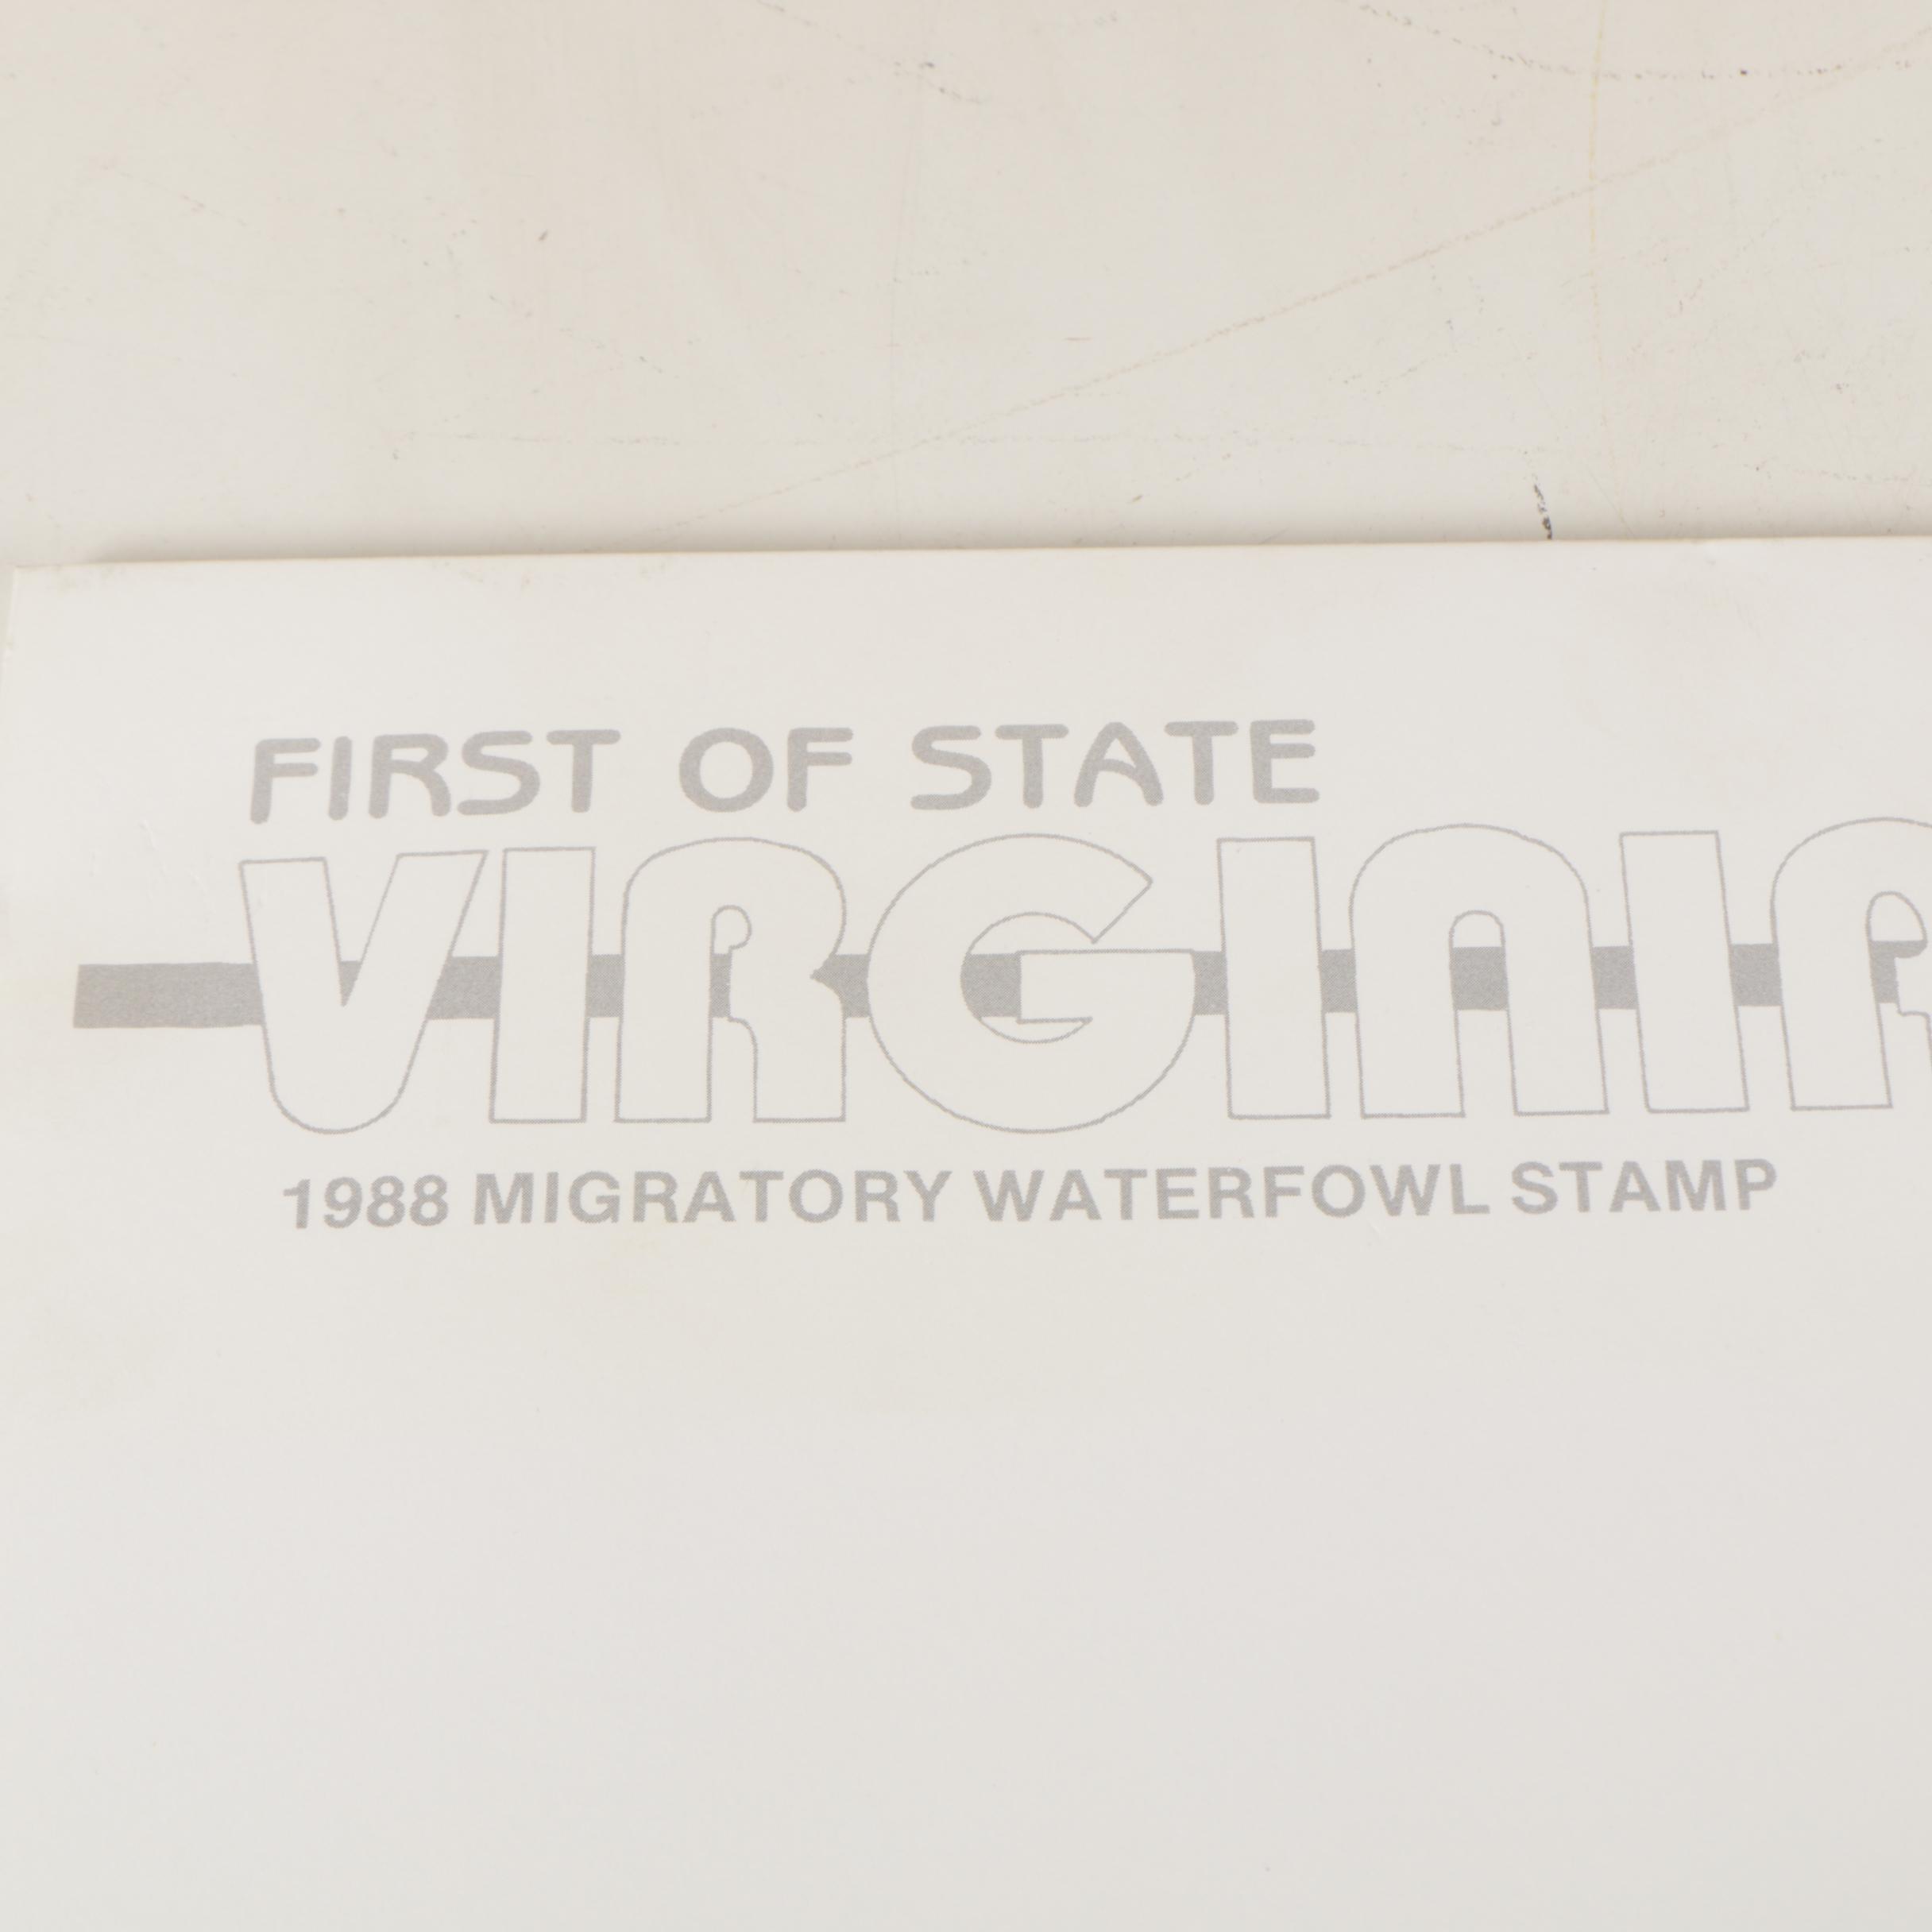 FIRST OF STATE
VIRGINIA
1988 MIGRATORY WATERFOWL STAMP